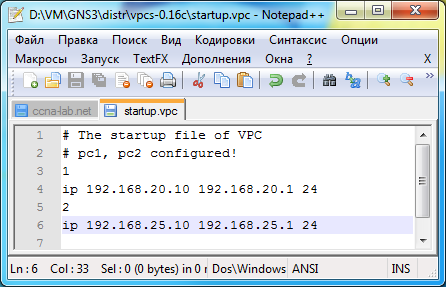 D:\VM\GNS3\distr\vpcs-0.16c\startup.vpc - Notepad++
Файл Правка Поиск Вид Кодировки Синтаксис Опции
Макросы Запуск TextFX Дополнения Окна ? X
ccna-lab.net startup.vpc
1 # The startup file of VPC
2 # pc1, pc2 configured!
3 1
4 ip 192.168.20.10 192.168.20.1 24
5 2
6 ip 192.168.25.10 192.168.25.1 24
7
Ln : 6 Col : 33 Sel : 0 (0 bytes) in 0 r Dos\Windows ANSI INS